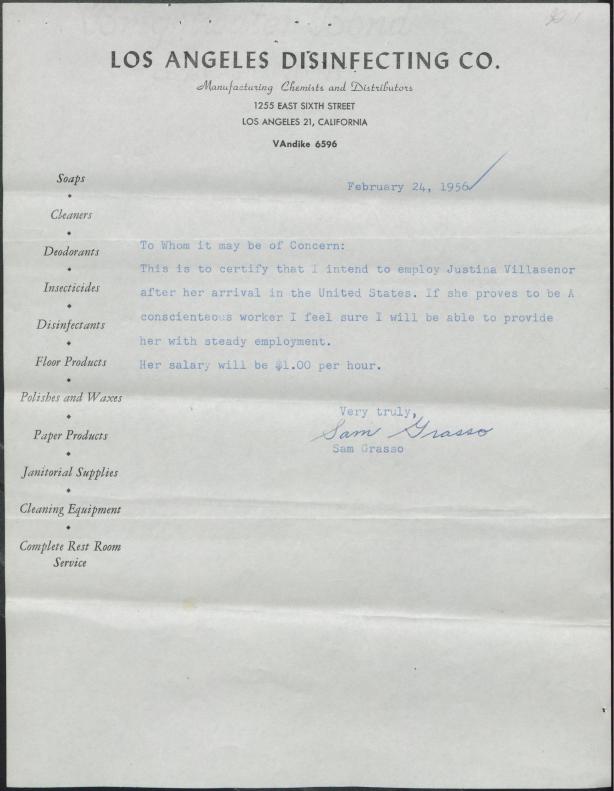 LOS ANGELES DISINFECTING CO.
Manufacturing Chemists and Distributors
1255 EAST SIXTH STREET
LOS ANGELES 21, CALIFORNIA
VAndike 6596
February 24, 1956
Soaps
Cleaners
Deodorants
Insecticides
Disinfectants
Floor Products
Polishes and Waxes
Paper Products
Janitorial Supplies
Cleaning Equipment
Complete Rest Room
Service
To Whom it may be of Concern:
This is to certify that I intend to employ Justina Villasenor
after her arrival in the United States. If she proves to be A
conscienteous worker I feel sure I will be able to provide
her with steady employment.
Her salary will be $1.00 per hour.
Very truly,
Sam Grasso
Sam Grasso